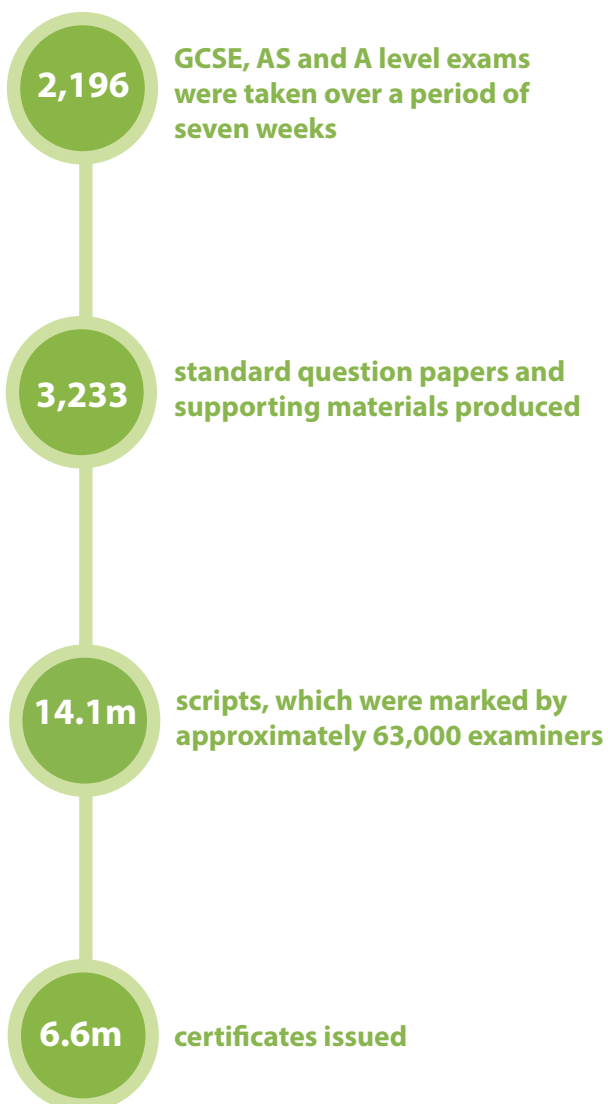 2,196
GCSE, AS and A level exams
were taken over a period of
seven weeks
3,233
standard question papers and
supporting materials produced
14.1m
scripts, which were marked by
approximately 63,000 examiners
6.6m
certificates issued